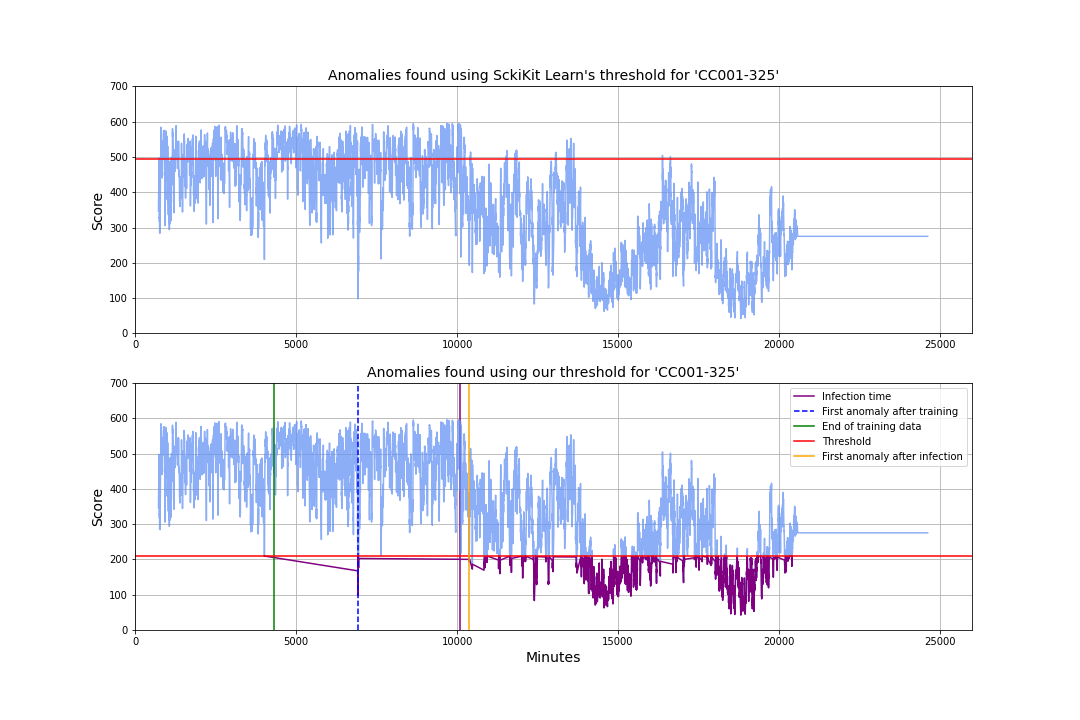 Anomalies found using SckiKit Learn's threshold for 'CC001-325'
700
600
500
400
300
200
100
0
Score
0 5000 10000 15000 20000 25000
Anomalies found using our threshold for 'CC001-325'
700
600
500
400
300
200
100
0
Score
Infection time
First anomaly after training
End of training data
Threshold
First anomaly after infection
0 5000 10000 15000 20000 25000
Minutes